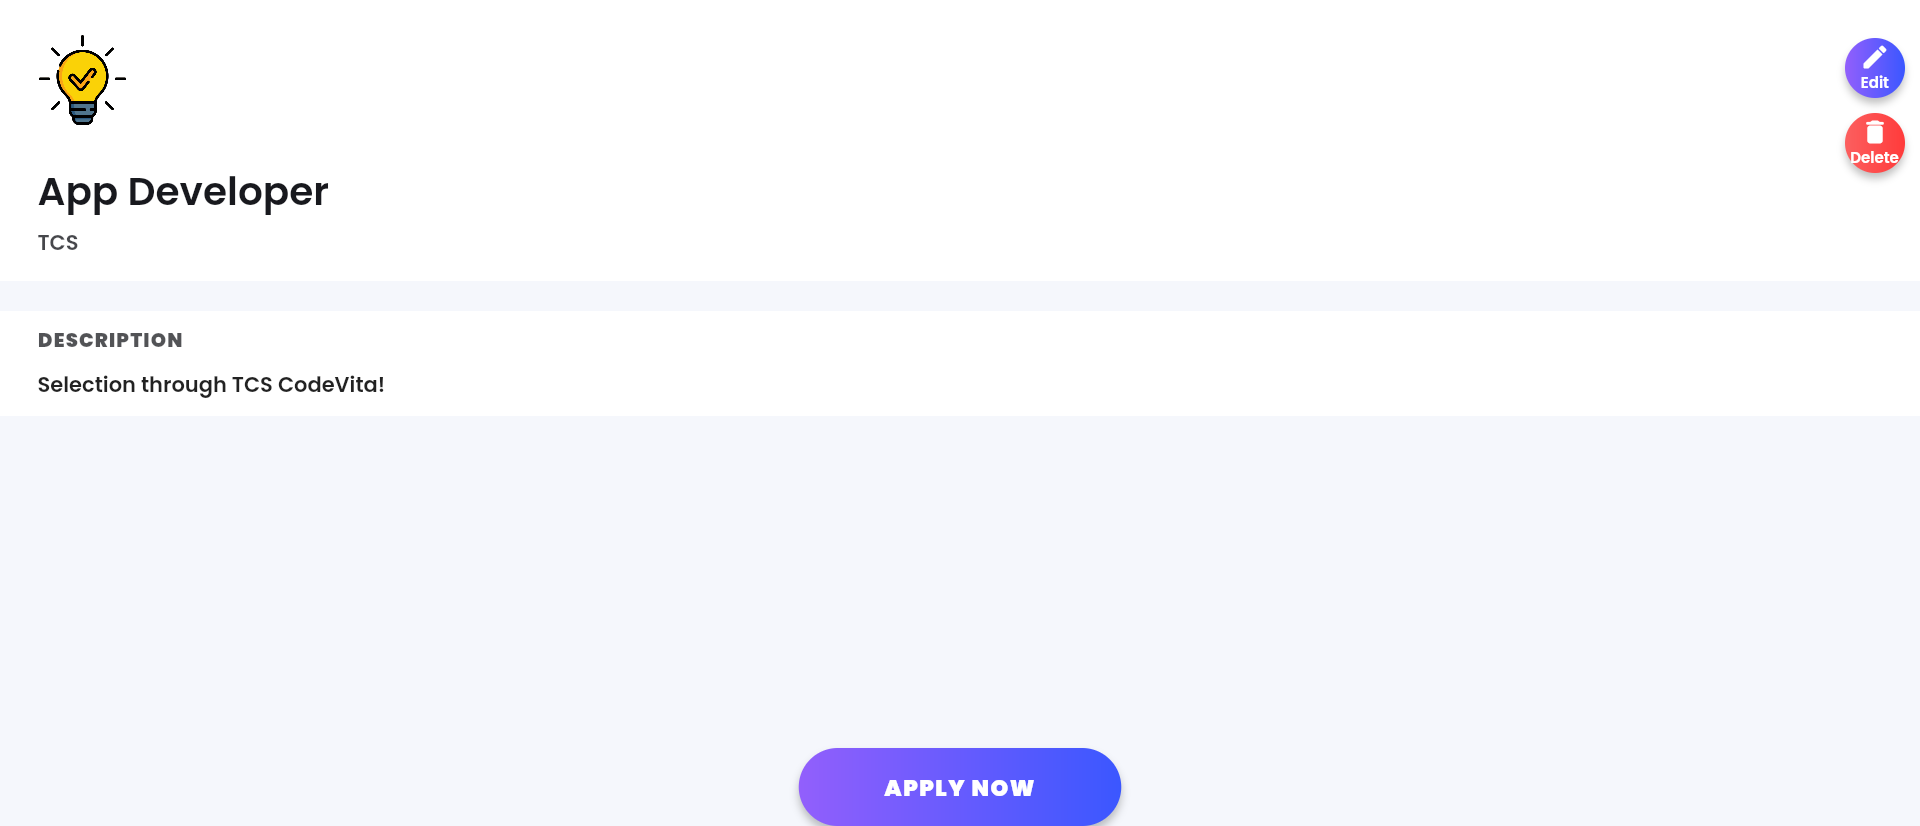 Edit
Delete
App Developer
TCS
DESCRIPTION
Selection through TCS CodeVita!
APPLY NOW